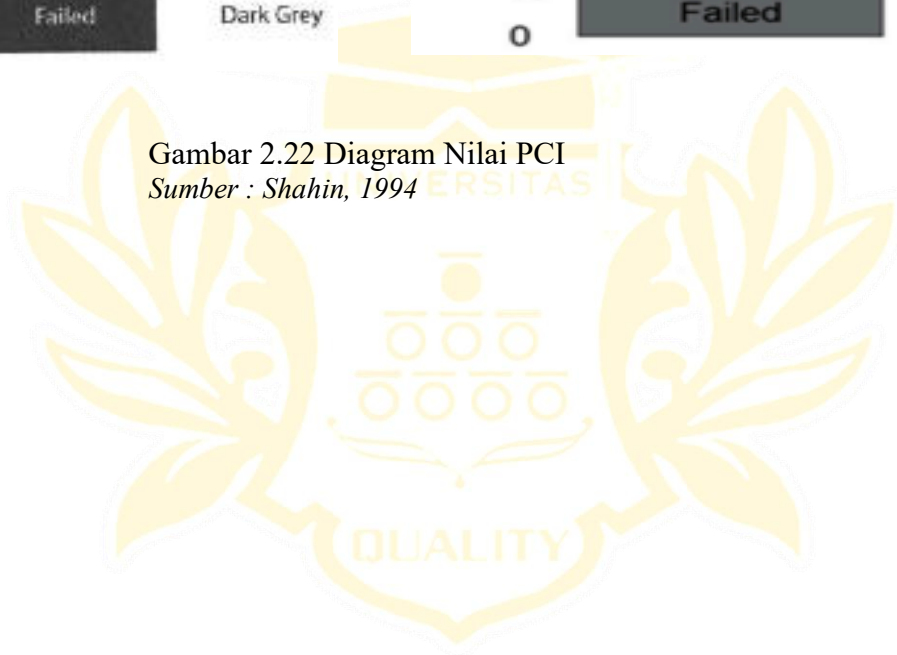 Failed Dark Grey Failed
0
Gambar 2.22 Diagram Nilai PCI
Sumber : Shahin, 1994
UNIVERSITAS
QUALITY